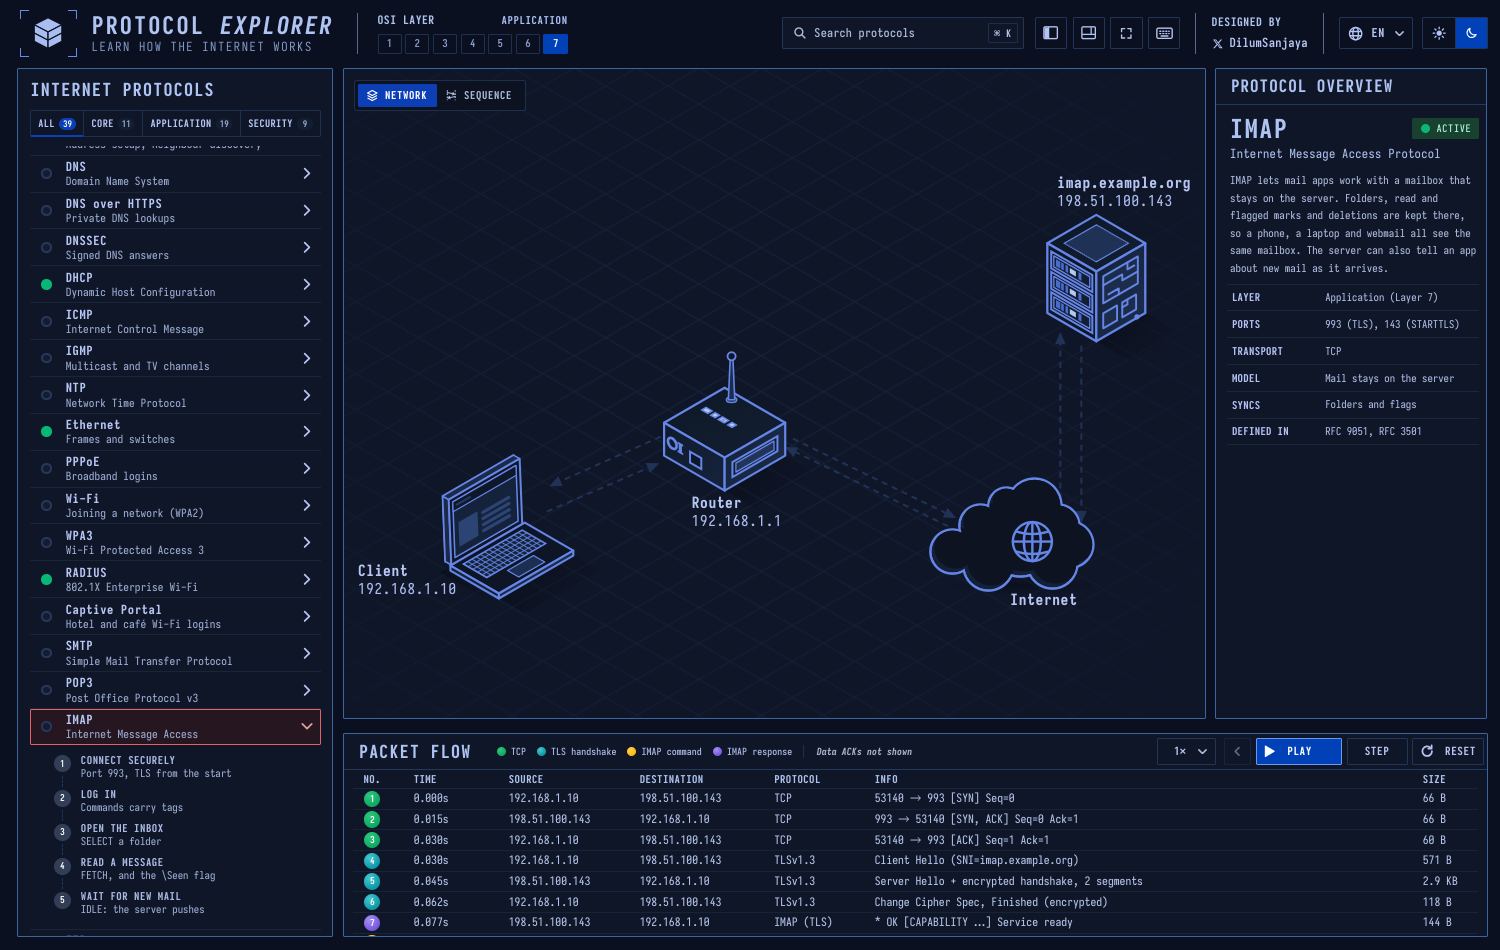 PROTOCOL EXPLORER
LEARN HOW THE INTERNET WORKS
OSI LAYER APPLICATION
1 2 3 4 5 6 7
Search protocols ⌘ K
DESIGNED BY
DilumSanjaya
EN
INTERNET PROTOCOLS
ALL 39 CORE 11 APPLICATION 19 SECURITY 9
Address setup, neighbour discovery
DNS
Domain Name System
DNS over HTTPS
Private DNS lookups
DNSSEC
Signed DNS answers
DHCP
Dynamic Host Configuration
ICMP
Internet Control Message
IGMP
Multicast and TV channels
NTP
Network Time Protocol
Ethernet
Frames and switches
PPPoE
Broadband logins
Wi-Fi
Joining a network (WPA2)
WPA3
Wi-Fi Protected Access 3
RADIUS
802.1X Enterprise Wi-Fi
Captive Portal
Hotel and café Wi-Fi logins
SMTP
Simple Mail Transfer Protocol
POP3
Post Office Protocol v3
IMAP
Internet Message Access
1 CONNECT SECURELY
Port 993, TLS from the start
2 LOG IN
Commands carry tags
3 OPEN THE INBOX
SELECT a folder
4 READ A MESSAGE
FETCH, and the \Seen flag
5 WAIT FOR NEW MAIL
IDLE: the server pushes
NETWORK SEQUENCE
imap.example.org
198.51.100.143
Router
192.168.1.1
Client
192.168.1.10
Internet
PROTOCOL OVERVIEW
IMAP ACTIVE
Internet Message Access Protocol
IMAP lets mail apps work with a mailbox that
stays on the server. Folders, read and
flagged marks and deletions are kept there,
so a phone, a laptop and webmail all see the
same mailbox. The server can also tell an app
about new mail as it arrives.
LAYER Application (Layer 7)
PORTS 993 (TLS), 143 (STARTTLS)
TRANSPORT TCP
MODEL Mail stays on the server
SYNCS Folders and flags
DEFINED IN RFC 9051, RFC 3501
PACKET FLOW TCP TLS handshake IMAP command IMAP response Data ACKs not shown 1× PLAY STEP RESET
NO. TIME SOURCE DESTINATION PROTOCOL INFO SIZE
1 0.000s 192.168.1.10 198.51.100.143 TCP 53140 → 993 [SYN] Seq=0 66 B
2 0.015s 198.51.100.143 192.168.1.10 TCP 993 → 53140 [SYN, ACK] Seq=0 Ack=1 66 B
3 0.030s 192.168.1.10 198.51.100.143 TCP 53140 → 993 [ACK] Seq=1 Ack=1 60 B
4 0.030s 192.168.1.10 198.51.100.143 TLSv1.3 Client Hello (SNI=imap.example.org) 571 B
5 0.045s 198.51.100.143 192.168.1.10 TLSv1.3 Server Hello + encrypted handshake, 2 segments 2.9 KB
6 0.062s 192.168.1.10 198.51.100.143 TLSv1.3 Change Cipher Spec, Finished (encrypted) 118 B
7 0.077s 198.51.100.143 192.168.1.10 IMAP (TLS) * OK [CAPABILITY …] Service ready 144 B